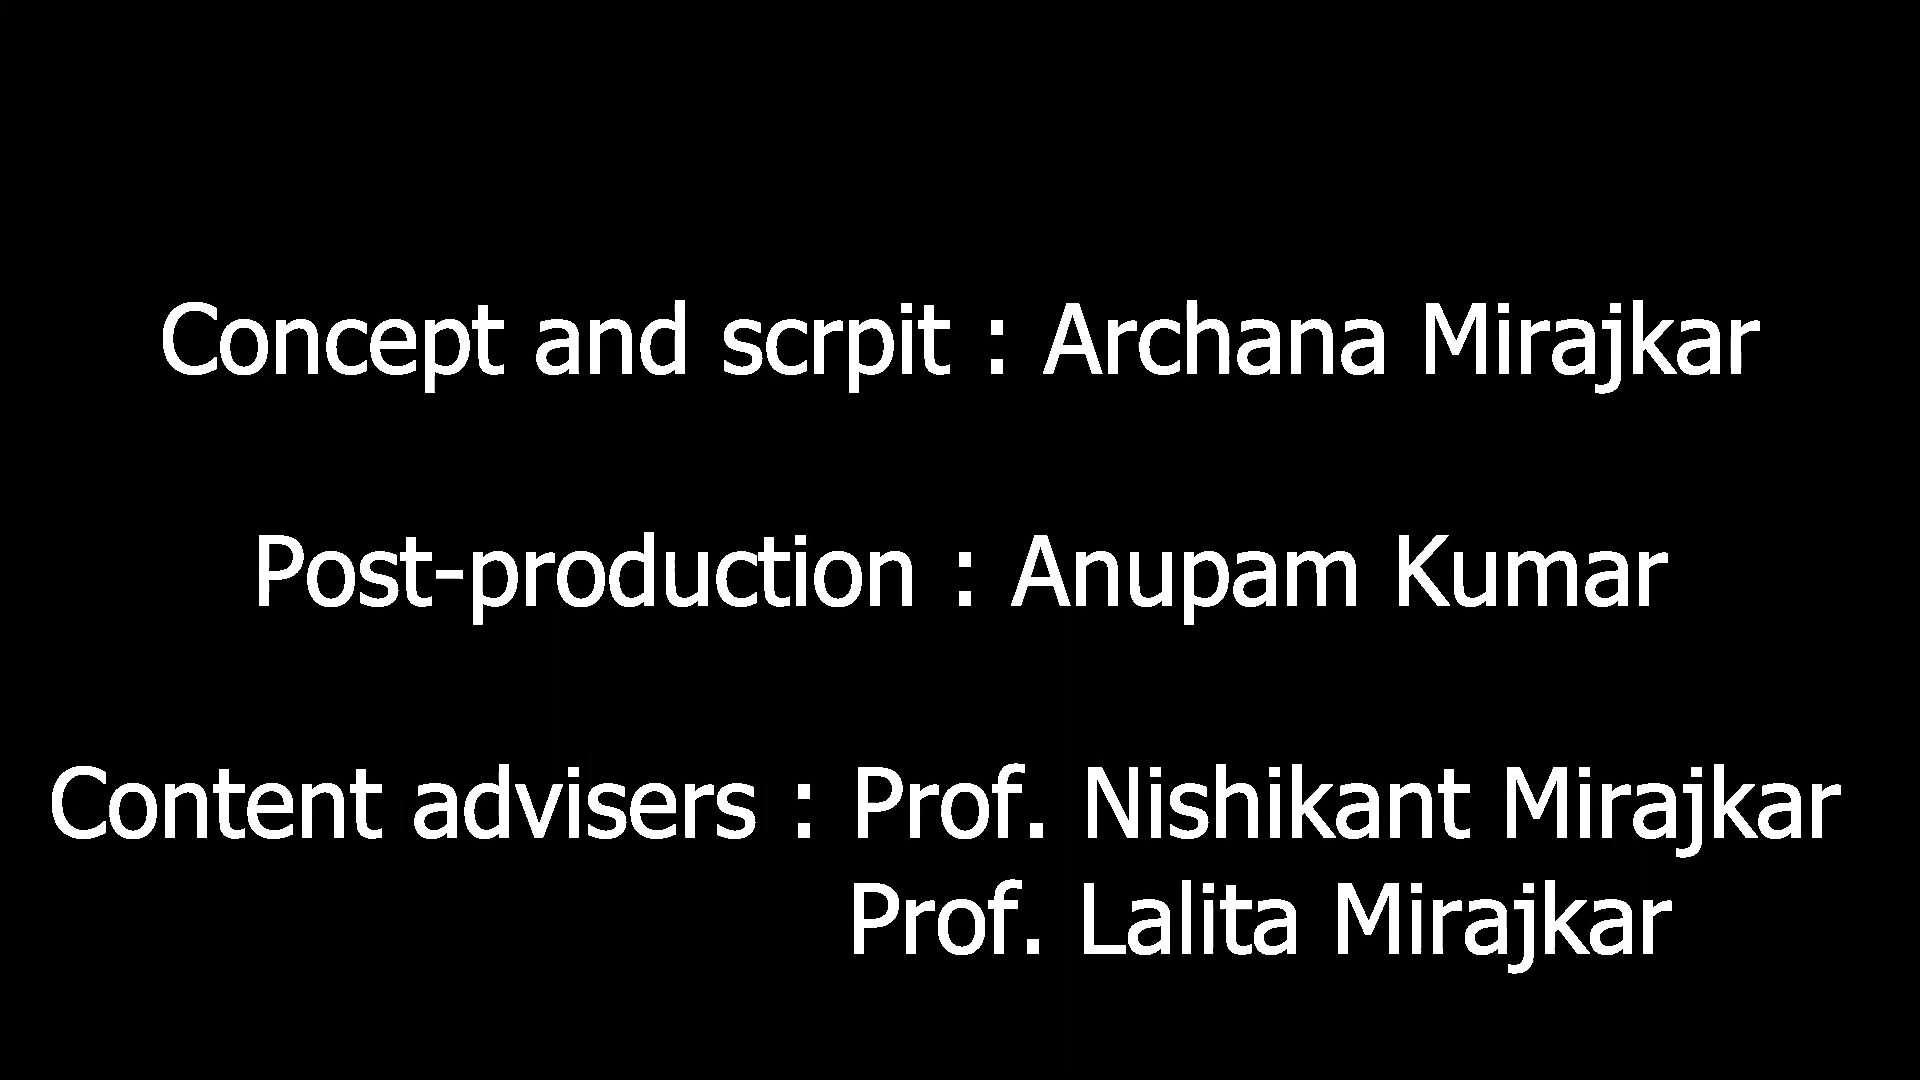 Concept and scrpit : Archana Mirajkar
Post-production : Anupam Kumar
Content advisers : Prof. Nishikant Mirajkar
Prof. Lalita Mirajkar